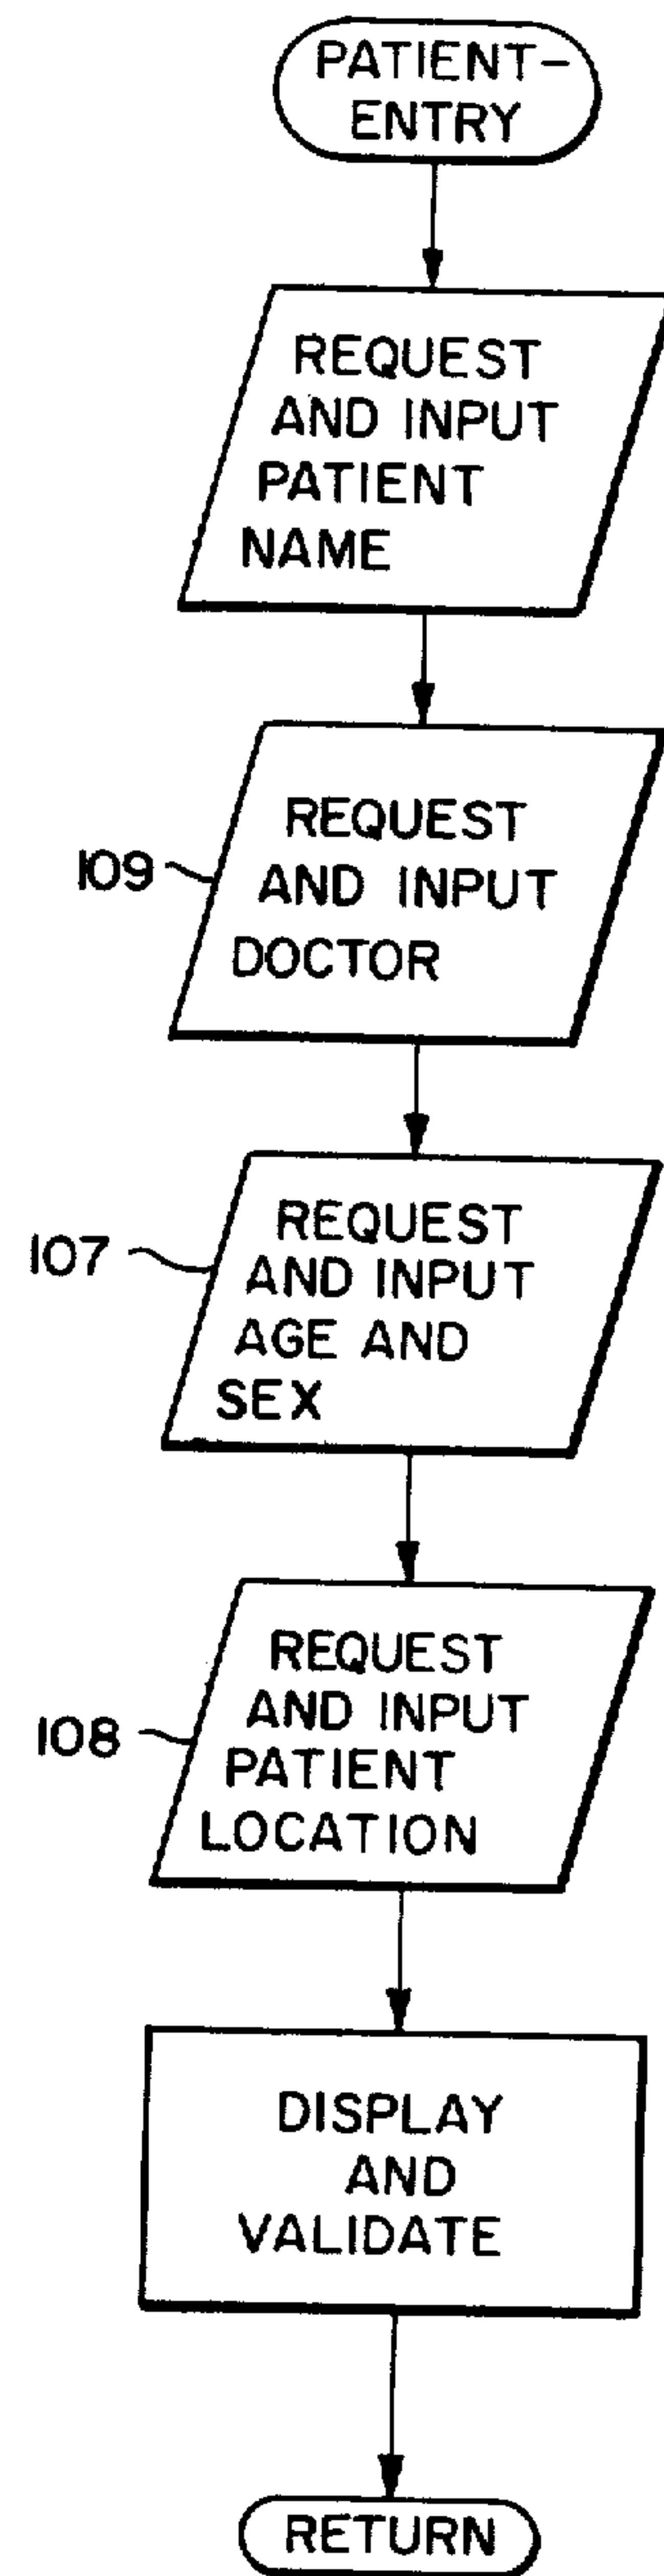 PATIENT-
ENTRY
REQUEST
AND INPUT
PATIENT
NAME
109
REQUEST
AND INPUT
DOCTOR
107
REQUEST
AND INPUT
AGE AND
SEX
108
REQUEST
AND INPUT
PATIENT
LOCATION
DISPLAY
AND
VALIDATE
RETURN